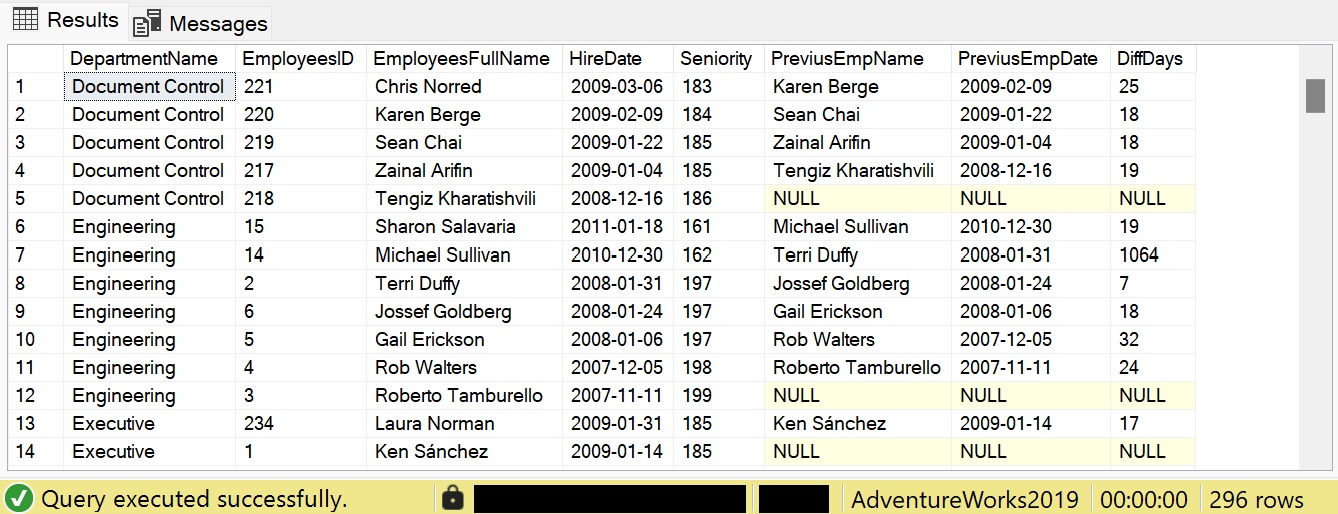 Results Messages
DepartmentName EmployeesID EmployeesFullName HireDate Seniority PreviusEmpName PreviusEmpDate DiffDays
1 Document Control 221 Chris Norred 2009-03-06 183 Karen Berge 2009-02-09 25
2 Document Control 220 Karen Berge 2009-02-09 184 Sean Chai 2009-01-22 18
3 Document Control 219 Sean Chai 2009-01-22 185 Zainal Arifin 2009-01-04 18
4 Document Control 217 Zainal Arifin 2009-01-04 185 Tengiz Kharatishvili 2008-12-16 19
5 Document Control 218 Tengiz Kharatishvili 2008-12-16 186 NULL NULL NULL
6 Engineering 15 Sharon Salavaria 2011-01-18 161 Michael Sullivan 2010-12-30 19
7 Engineering 14 Michael Sullivan 2010-12-30 162 Terri Duffy 2008-01-31 1064
8 Engineering 2 Terri Duffy 2008-01-31 197 Jossef Goldberg 2008-01-24 7
9 Engineering 6 Jossef Goldberg 2008-01-24 197 Gail Erickson 2008-01-06 18
10 Engineering 5 Gail Erickson 2008-01-06 197 Rob Walters 2007-12-05 32
11 Engineering 4 Rob Walters 2007-12-05 198 Roberto Tamburello 2007-11-11 24
12 Engineering 3 Roberto Tamburello 2007-11-11 199 NULL NULL NULL
13 Executive 234 Laura Norman 2009-01-31 185 Ken Sánchez 2009-01-14 17
14 Executive 1 Ken Sánchez 2009-01-14 185 NULL NULL NULL
Query executed successfully. AdventureWorks2019 00:00:00 296 rows